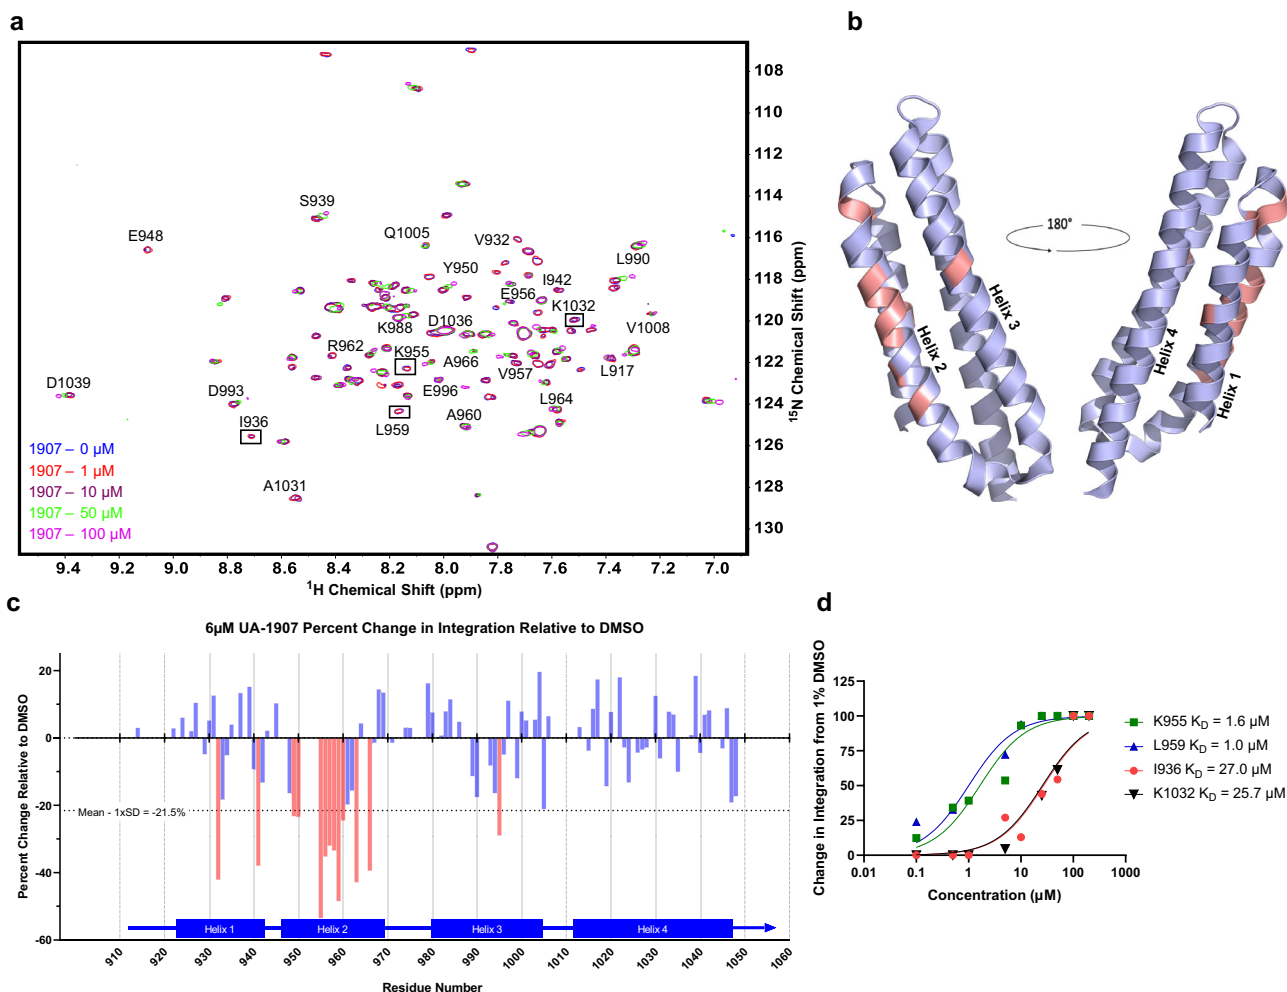 a
108
110
112
114
116
118
120
122
124
126
128
130
¹⁵N Chemical Shift (ppm)
S939
E948
Q1005
V932
L990
Y950
I942
E956
K1032
K988
D1036
V1008
R962
K955
A966
V957
L917
D1039
D993
E996
L964
I936
L959
A960
A1031
1907 – 0 µM
1907 – 1 µM
1907 – 10 µM
1907 – 50 µM
1907 – 100 µM
9.4 9.2 9.0 8.8 8.6 8.4 8.2 8.0 7.8 7.6 7.4 7.2 7.0
¹H Chemical Shift (ppm)
b
180°
Helix 3
Helix 2
Helix 4
Helix 1
c
6µM UA-1907 Percent Change in Integration Relative to DMSO
Percent Change Relative to DMSO
20
0
-20
-40
-60
Mean - 1xSD = -21.5%
Helix 1 Helix 2 Helix 3 Helix 4
910 920 930 940 950 960 970 980 990 1000 1010 1020 1030 1040 1050 1060
Residue Number
d
Change in Integration from 1% DMSO
125
100
75
50
25
0
0.01 0.1 1 10 100 1000
Concentration (µM)
K955 K_D = 1.6 µM
L959 K_D = 1.0 µM
I936 K_D = 27.0 µM
K1032 K_D = 25.7 µM